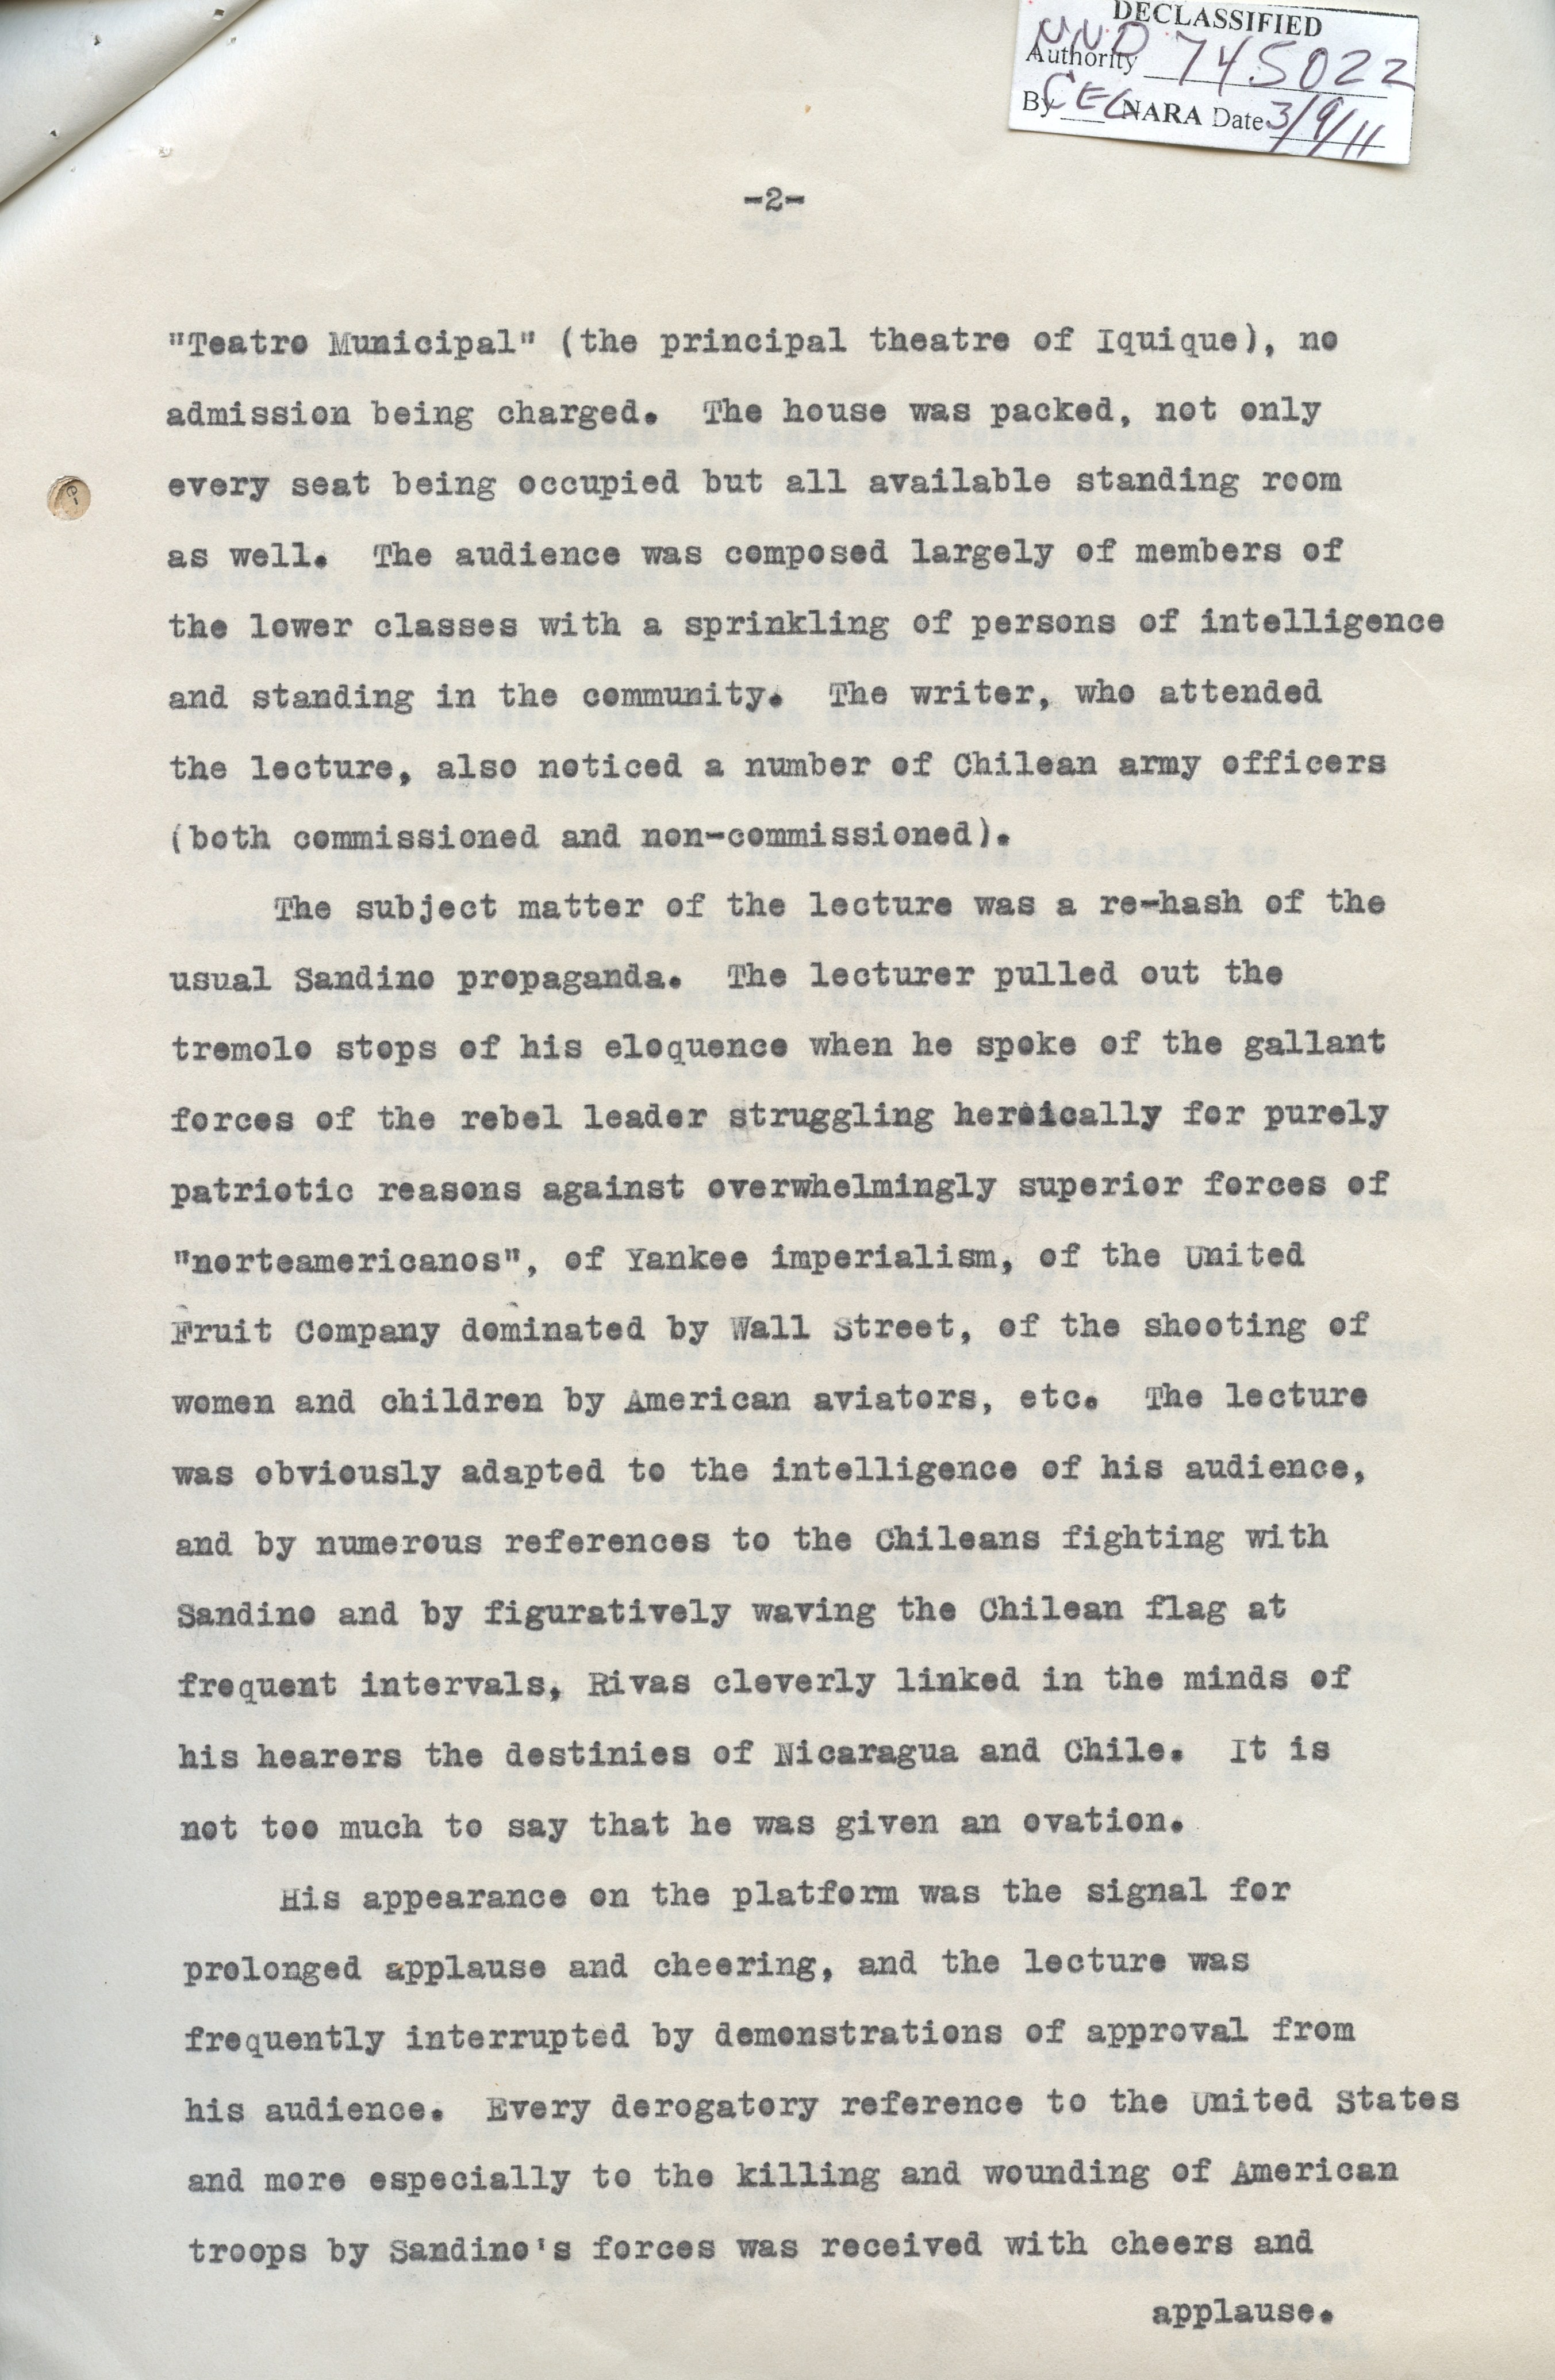 DECLASSIFIED
Authority NND 745022
By CEC NARA Date 3/9/11
-2-
"Teatro Municipal" (the principal theatre of Iquique), no
admission being charged. The house was packed, not only
every seat being occupied but all available standing room
as well. The audience was composed largely of members of
the lower classes with a sprinkling of persons of intelligence
and standing in the community. The writer, who attended
the lecture, also noticed a number of Chilean army officers
(both commissioned and non-commissioned).
The subject matter of the lecture was a re-hash of the
usual Sandino propaganda. The lecturer pulled out the
tremolo stops of his eloquence when he spoke of the gallant
forces of the rebel leader struggling heroically for purely
patriotic reasons against overwhelmingly superior forces of
"norteamericanos", of Yankee imperialism, of the United
Fruit Company dominated by Wall Street, of the shooting of
women and children by American aviators, etc. The lecture
was obviously adapted to the intelligence of his audience,
and by numerous references to the Chileans fighting with
Sandino and by figuratively waving the Chilean flag at
frequent intervals, Rivas cleverly linked in the minds of
his hearers the destinies of Nicaragua and Chile. It is
not too much to say that he was given an ovation.
His appearance on the platform was the signal for
prolonged applause and cheering, and the lecture was
frequently interrupted by demonstrations of approval from
his audience. Every derogatory reference to the United States
and more especially to the killing and wounding of American
troops by Sandino's forces was received with cheers and
applause.